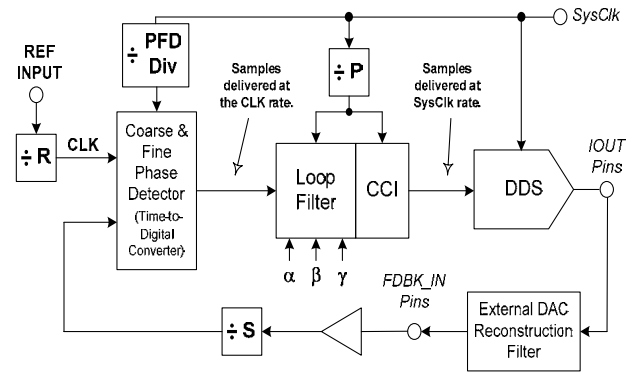 SysClk
÷ PFD
Div
REF
INPUT
÷ P
Samples
delivered at
the CLK rate.
Samples
delivered at
SysClk rate.
÷ R
CLK
Coarse &
Fine
Phase
Detector
(Time-to-
Digital
Converter)
Loop
Filter
CCI
DDS
IOUT
Pins
α
β
γ
FDBK_IN
Pins
÷ S
External DAC
Reconstruction
Filter